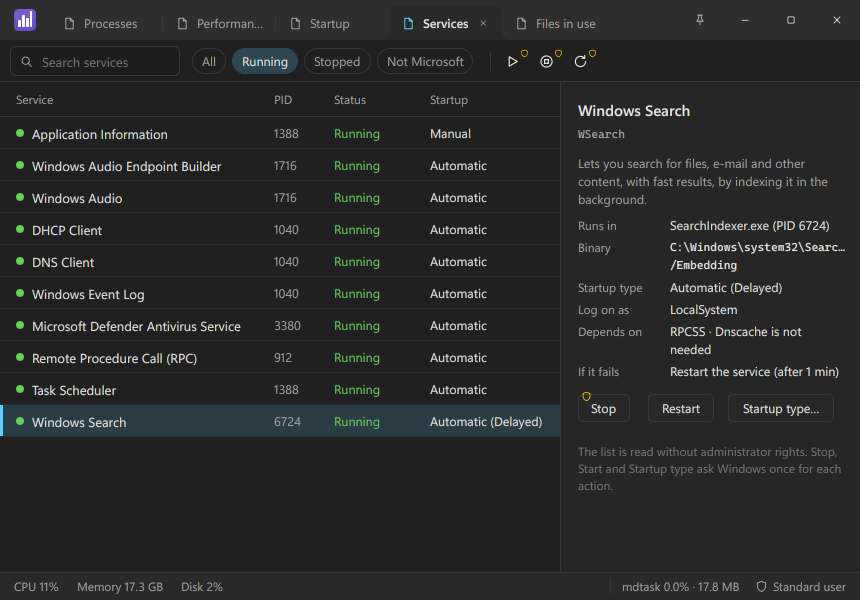 Processes
Performan...
Startup
Services
Files in use
Search services
All
Running
Stopped
Not Microsoft
Service PID Status Startup
Application Information 1388 Running Manual
Windows Audio Endpoint Builder 1716 Running Automatic
Windows Audio 1716 Running Automatic
DHCP Client 1040 Running Automatic
DNS Client 1040 Running Automatic
Windows Event Log 1040 Running Automatic
Microsoft Defender Antivirus Service 3380 Running Automatic
Remote Procedure Call (RPC) 912 Running Automatic
Task Scheduler 1388 Running Automatic
Windows Search 6724 Running Automatic (Delayed)
Windows Search
WSearch
Lets you search for files, e-mail and other
content, with fast results, by indexing it in the
background.
Runs in SearchIndexer.exe (PID 6724)
Binary C:\Windows\system32\Searc…
/Embedding
Startup type Automatic (Delayed)
Log on as LocalSystem
Depends on RPCSS · Dnscache is not
needed
If it fails Restart the service (after 1 min)
Stop
Restart
Startup type...
The list is read without administrator rights. Stop,
Start and Startup type ask Windows once for each
action.
CPU 11% Memory 17.3 GB Disk 2%
mdtask 0.0% · 17.8 MB Standard user